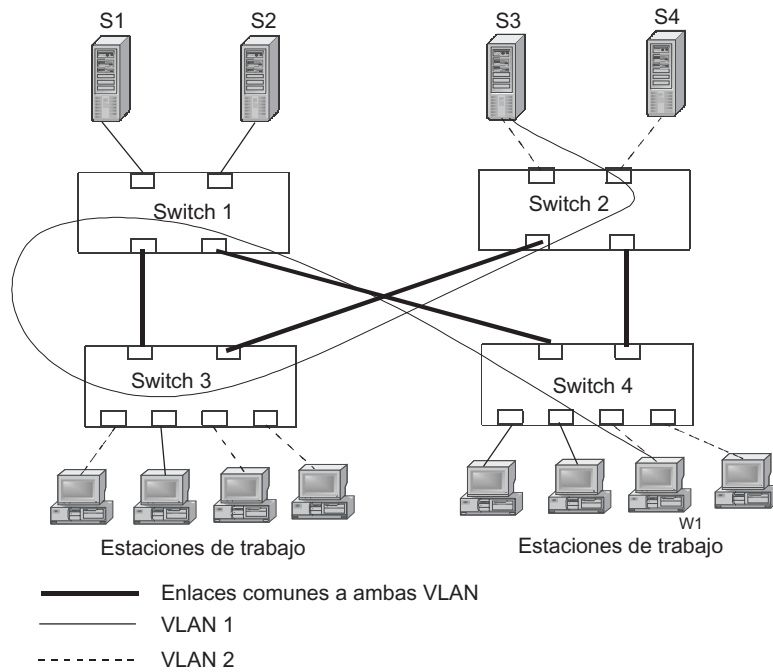 S1
S2
S3
S4
Switch 1
Switch 2
Switch 3
Switch 4
W1
Estaciones de trabajo
Estaciones de trabajo
Enlaces comunes a ambas VLAN
VLAN 1
VLAN 2